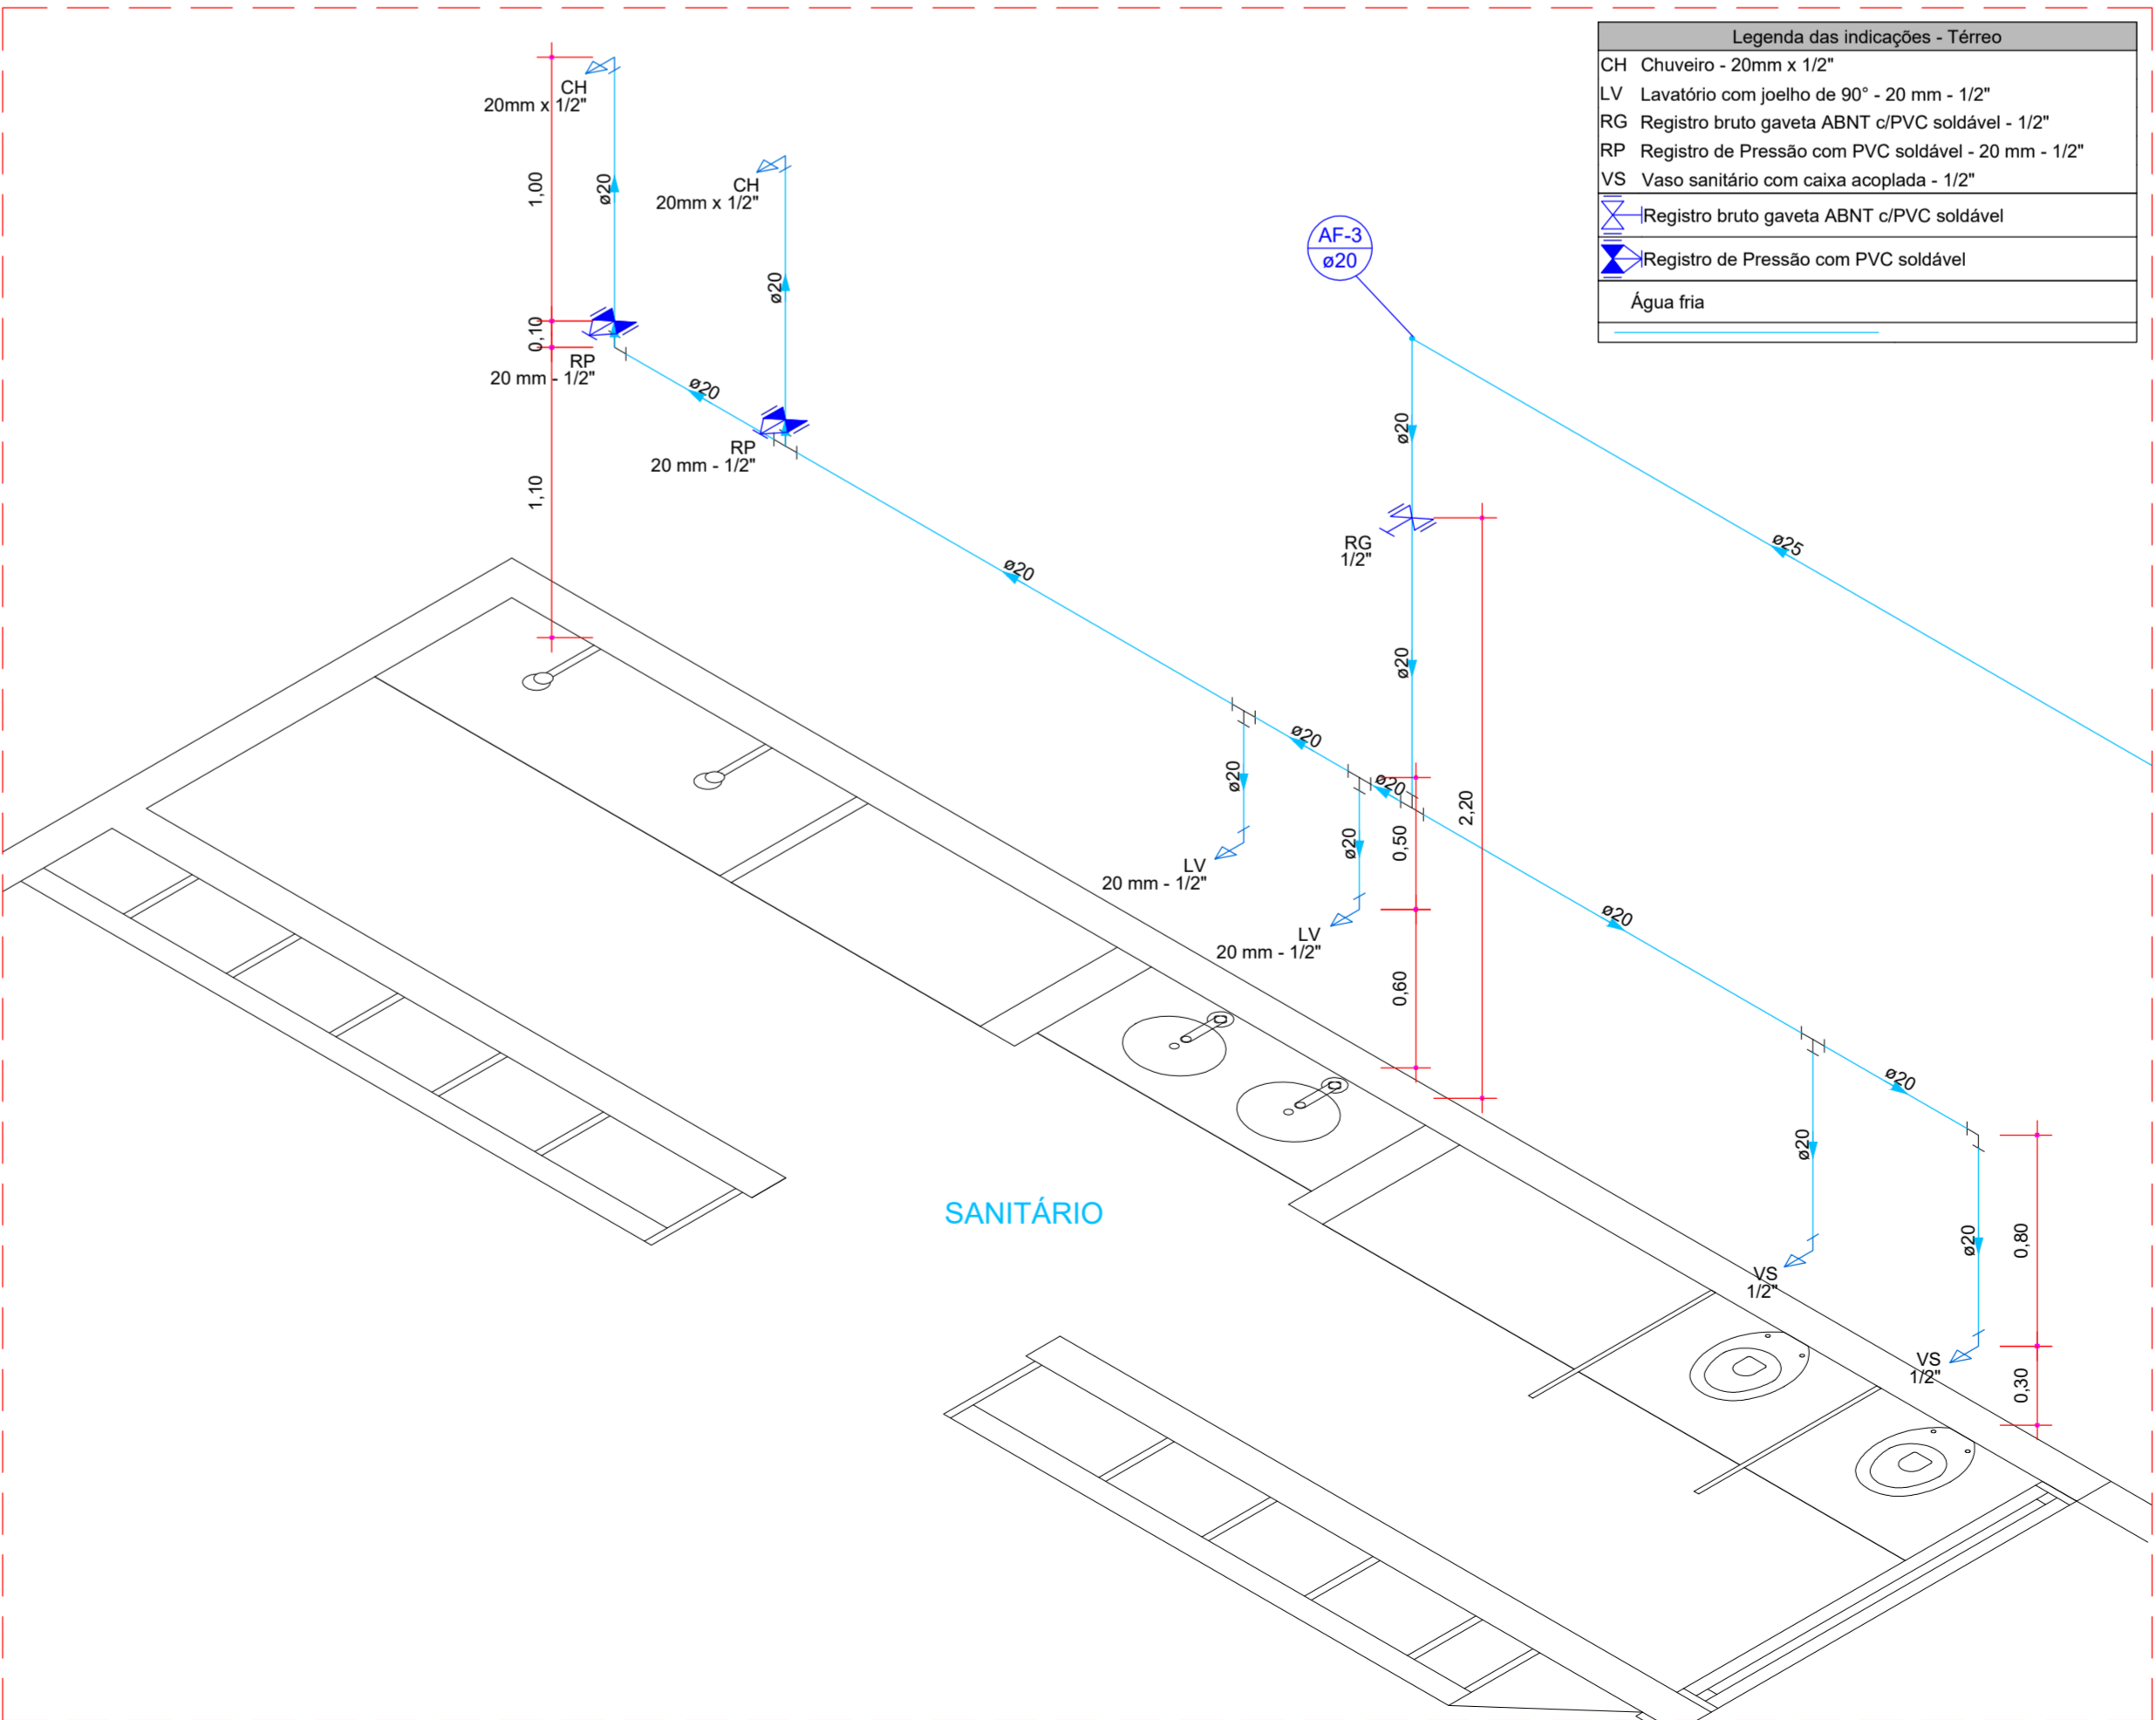 Legenda das indicações - Térreo
CH Chuveiro - 20mm x 1/2"
LV Lavatório com joelho de 90° - 20 mm - 1/2"
RG Registro bruto gaveta ABNT c/PVC soldável - 1/2"
RP Registro de Pressão com PVC soldável - 20 mm - 1/2"
VS Vaso sanitário com caixa acoplada - 1/2"
Registro bruto gaveta ABNT c/PVC soldável
Registro de Pressão com PVC soldável
Água fria
CH
20mm x 1/2"
1,00
ø20
CH
20mm x 1/2"
ø20
AF-3
ø20
0,10
RP
20 mm - 1/2"
ø20
RP
20 mm - 1/2"
1,10
ø20
ø20
RG
1/2"
ø25
ø20
ø20
ø20
ø20
ø20
2,20
0,50
ø20
LV
20 mm - 1/2"
LV
20 mm - 1/2"
0,60
ø20
ø20
ø20
SANITÁRIO
ø20
0,80
VS
1/2"
VS
1/2"
0,30